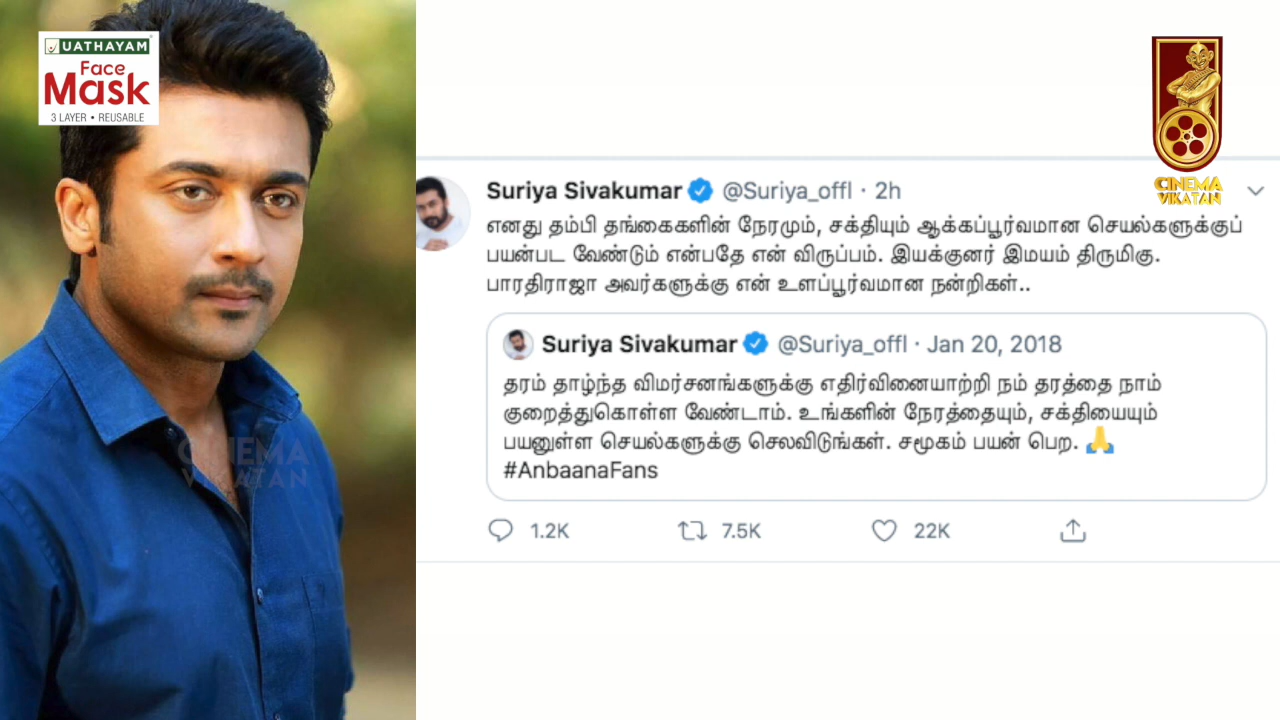 UATHAYAM
Face
Mask
3 LAYER • REUSABLE
CINEMA
VIKATAN
CINEMA
VIKATAN
Suriya Sivakumar @Suriya_offl · 2h
எனது தம்பி தங்கைகளின் நேரமும், சக்தியும் ஆக்கப்பூர்வமான செயல்களுக்குப்
பயன்பட வேண்டும் என்பதே என் விருப்பம். இயக்குனர் இமயம் திருமிகு.
பாரதிராஜா அவர்களுக்கு என் உளப்பூர்வமான நன்றிகள்..
Suriya Sivakumar @Suriya_offl · Jan 20, 2018
தரம் தாழ்ந்த விமர்சனங்களுக்கு எதிர்வினையாற்றி நம் தரத்தை நாம்
குறைத்துகொள்ள வேண்டாம். உங்களின் நேரத்தையும், சக்தியையும்
பயனுள்ள செயல்களுக்கு செலவிடுங்கள். சமூகம் பயன் பெற. 🙏
#AnbaanaFans
1.2K 7.5K 22K